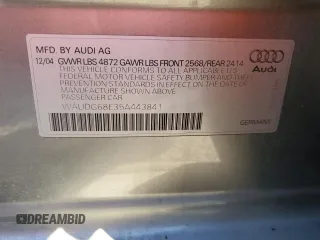 MFD. BY AUDI AG
12/04 GVWR LBS 4872 GAWR LBS FRONT 2568/REAR 2414
THIS VEHICLE CONFORMS TO ALL APPLICABLE U.S.
FEDERAL MOTOR VEHICLE SAFETY BUMPER AND THEFT
PREVENTION STANDARDS IN EFFECT ON THE DATE OF
MANUFACTURE SHOWN ABOVE
PASSENGER CAR
WAUDG68E35A443841
Audi
GERMANY
DREAMBID